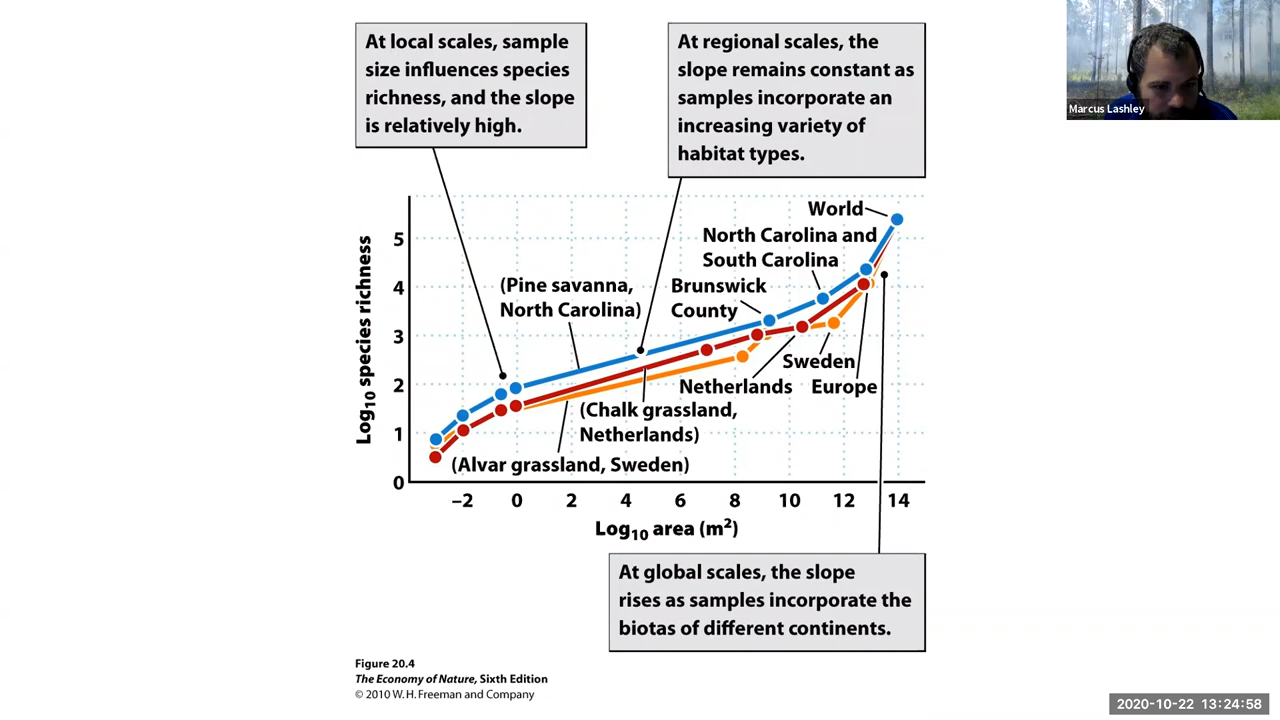 At local scales, sample
size influences species
richness, and the slope
is relatively high.
At regional scales, the
slope remains constant as
samples incorporate an
increasing variety of
habitat types.
Marcus Lashley
World
North Carolina and
South Carolina
(Pine savanna,
North Carolina)
Brunswick
County
Sweden
Netherlands
Europe
(Chalk grassland,
Netherlands)
(Alvar grassland, Sweden)
Log10 species richness
5
4
3
2
1
0
–2 0 2 4 6 8 10 12 14
Log10 area (m²)
At global scales, the slope
rises as samples incorporate the
biotas of different continents.
Figure 20.4
The Economy of Nature, Sixth Edition
© 2010 W. H. Freeman and Company
2020-10-22 13:24:58